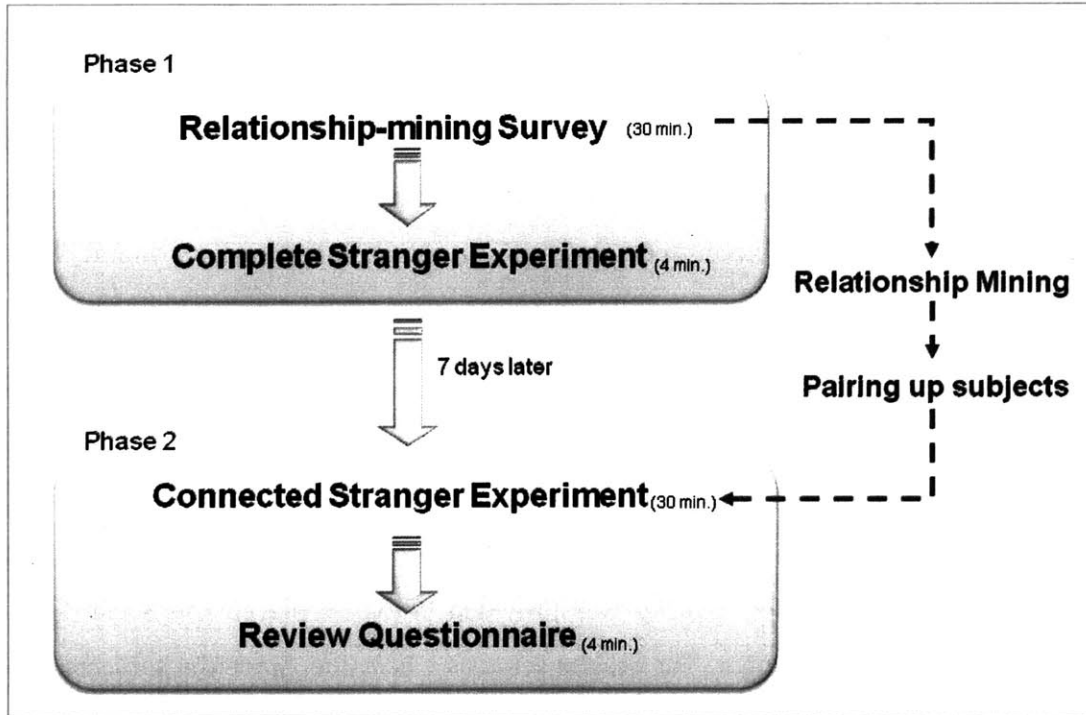 Phase 1
Relationship-mining Survey (30 min.)
Complete Stranger Experiment (4 min.)
Relationship Mining
7 days later
Pairing up subjects
Phase 2
Connected Stranger Experiment (30 min.)
Review Questionnaire (4 min.)